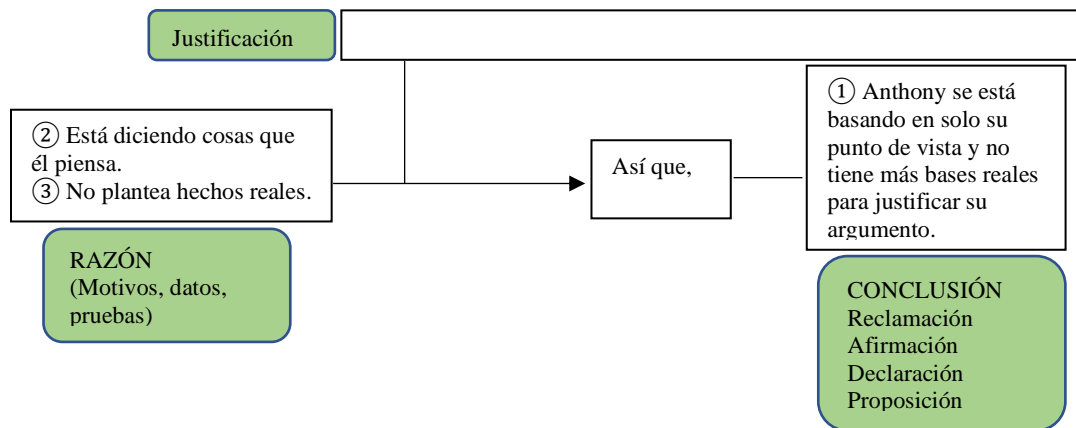 Justificación
② Está diciendo cosas que
él piensa.
③ No plantea hechos reales.
Así que,
① Anthony se está
basando en solo su
punto de vista y no
tiene más bases reales
para justificar su
argumento.
RAZÓN
(Motivos, datos,
pruebas)
CONCLUSIÓN
Reclamación
Afirmación
Declaración
Proposición